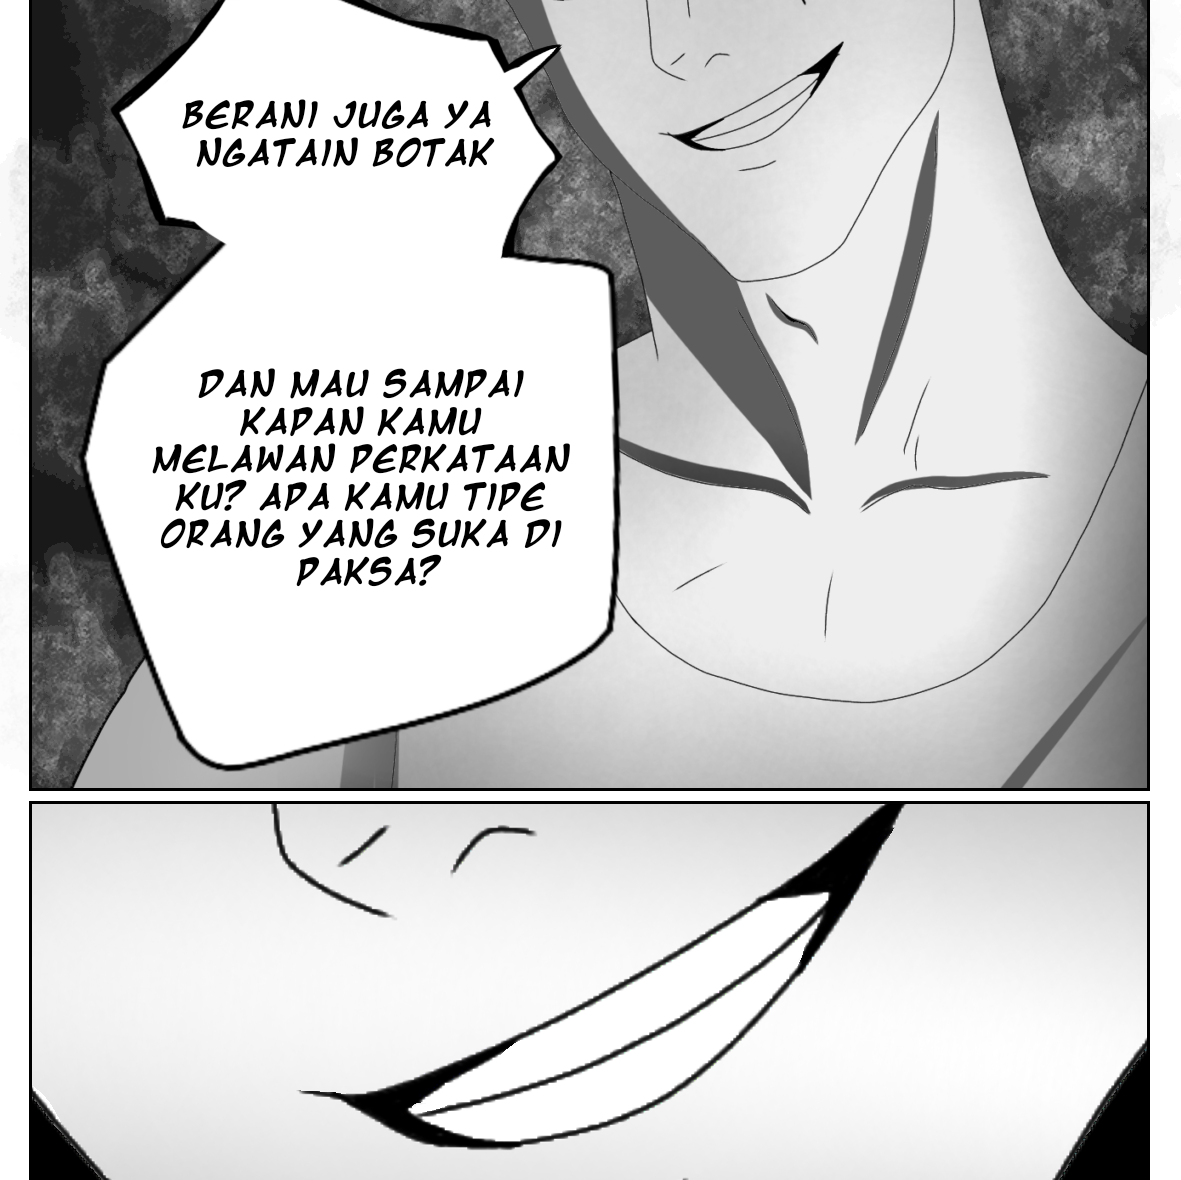 BERANI JUGA YA
NGATAIN BOTAK
DAN MAU SAMPAI
KAPAN KAMU
MELAWAN PERKATAAN
KU? APA KAMU TIPE
ORANG YANG SUKA DI
PAKSA?